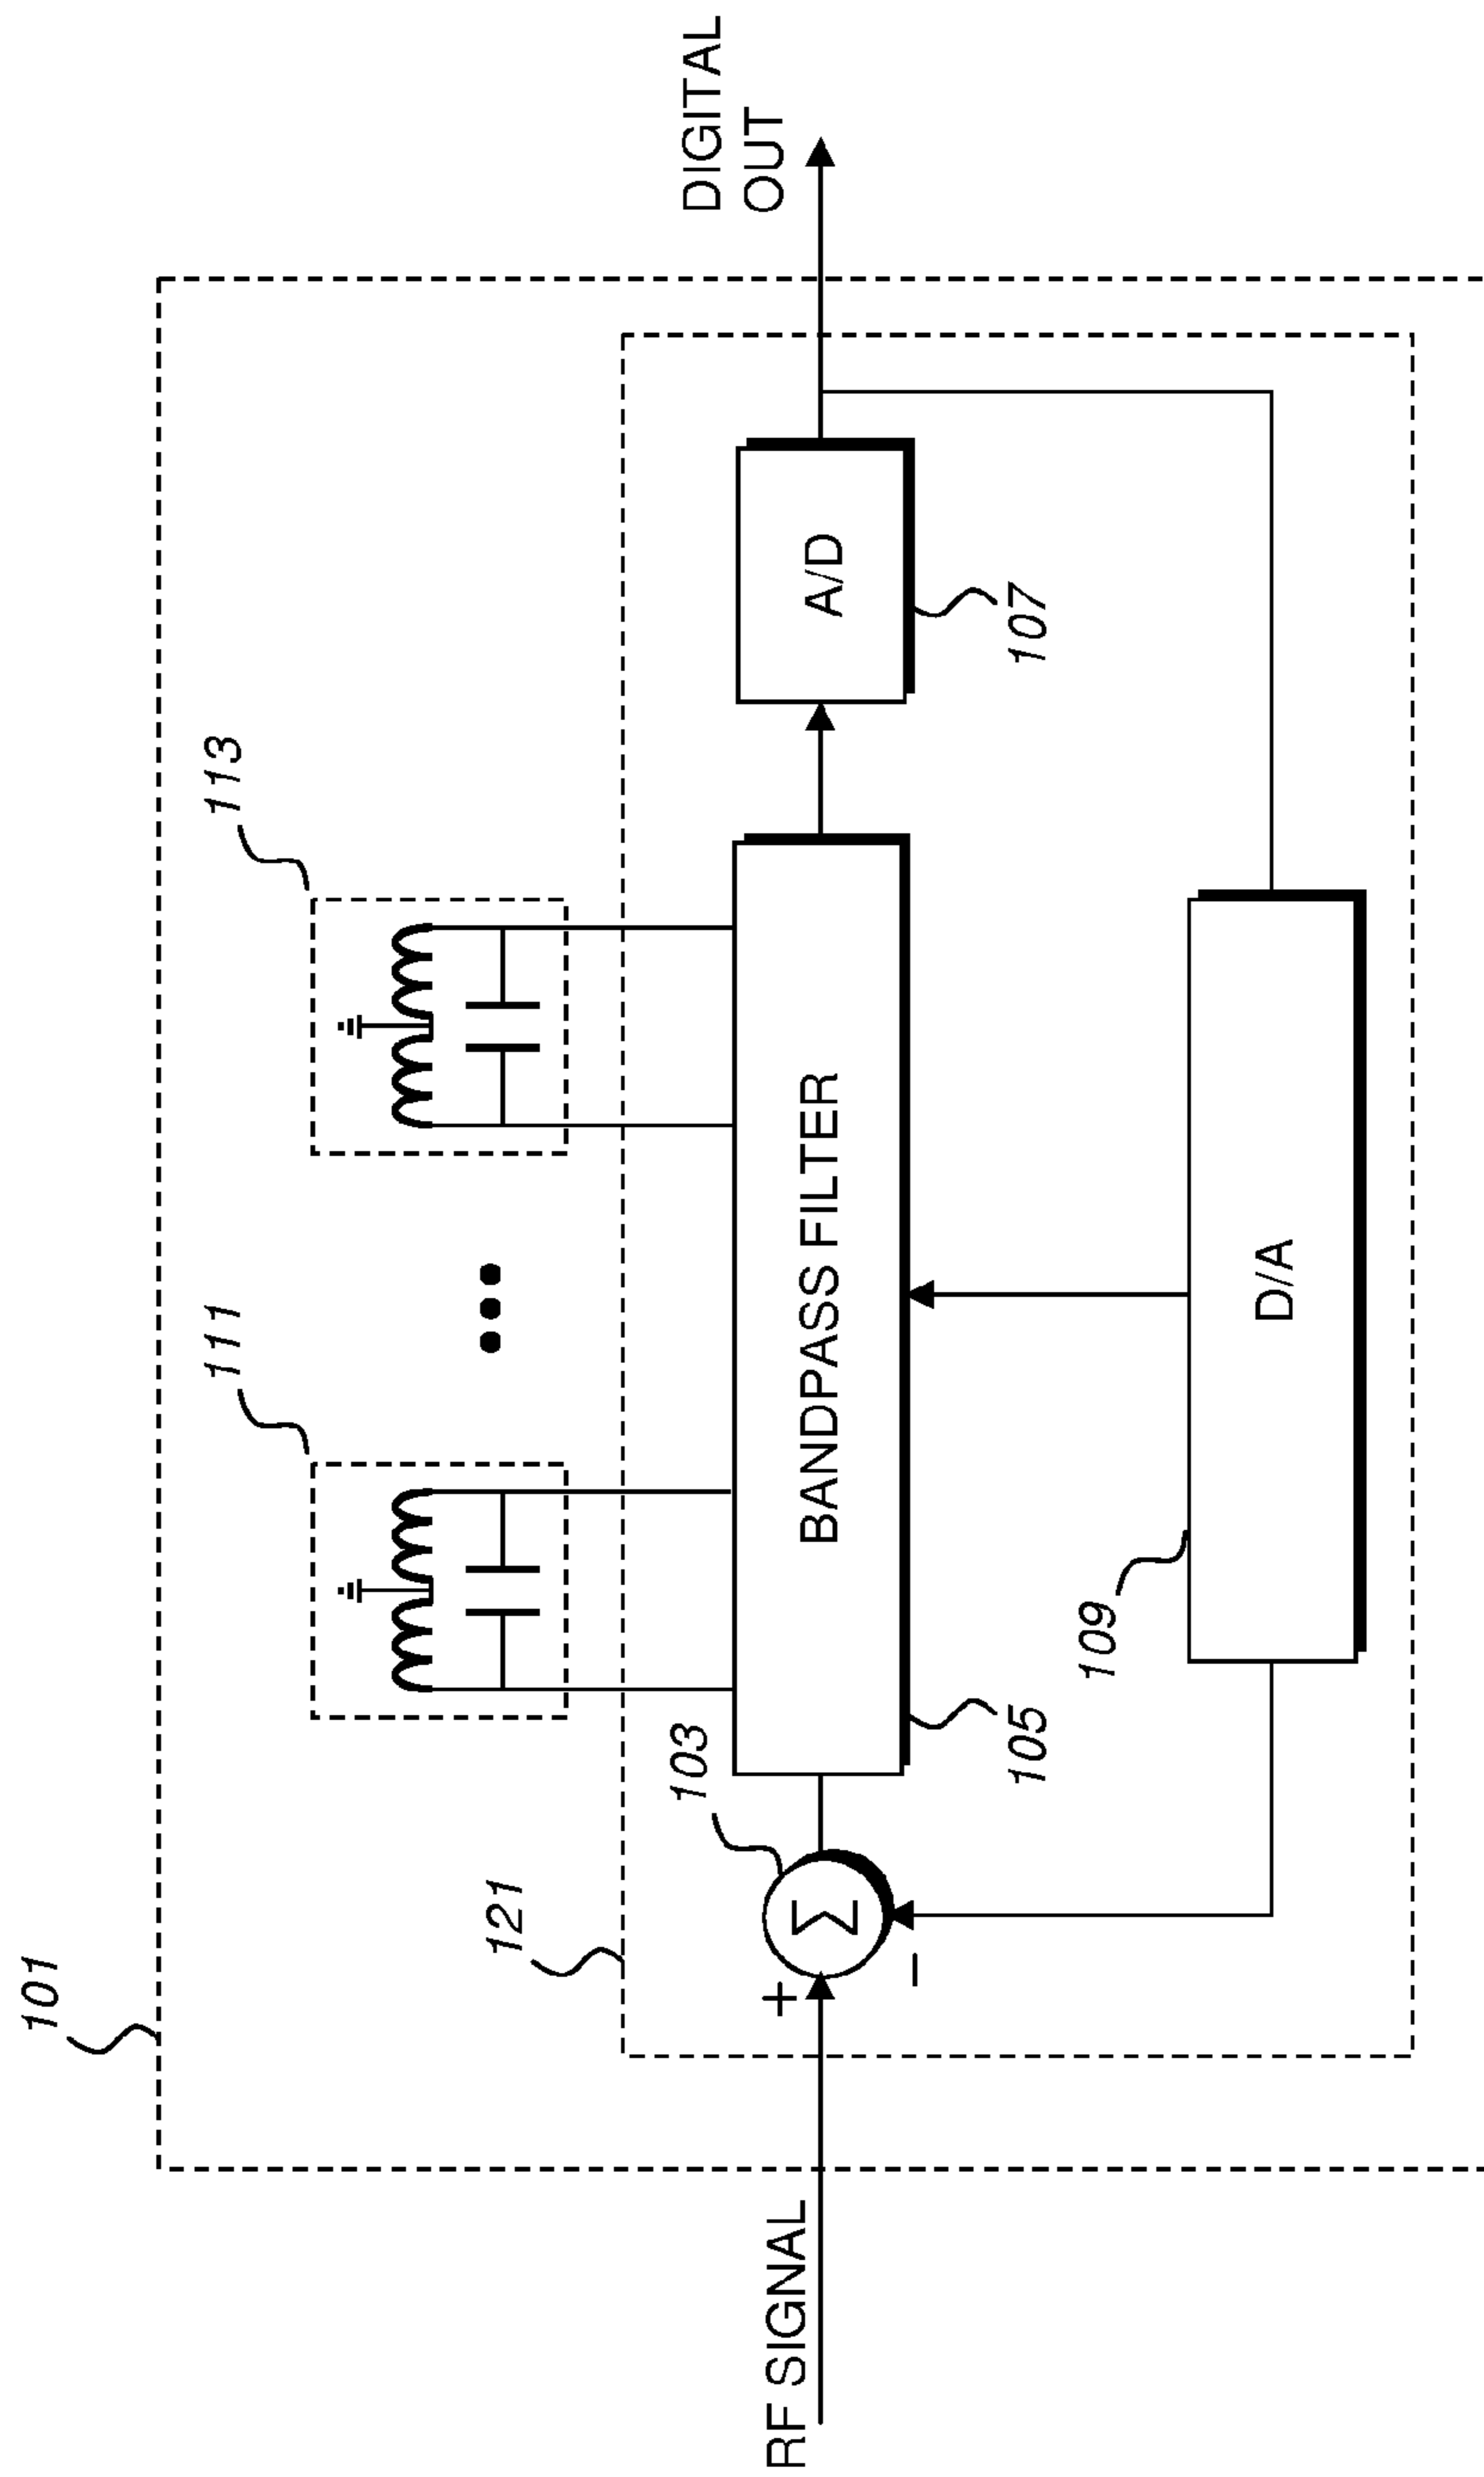 101
121
111
113
103
RF SIGNAL
+
Σ
−
BANDPASS FILTER
105
A/D
107
DIGITAL
OUT
109
D/A